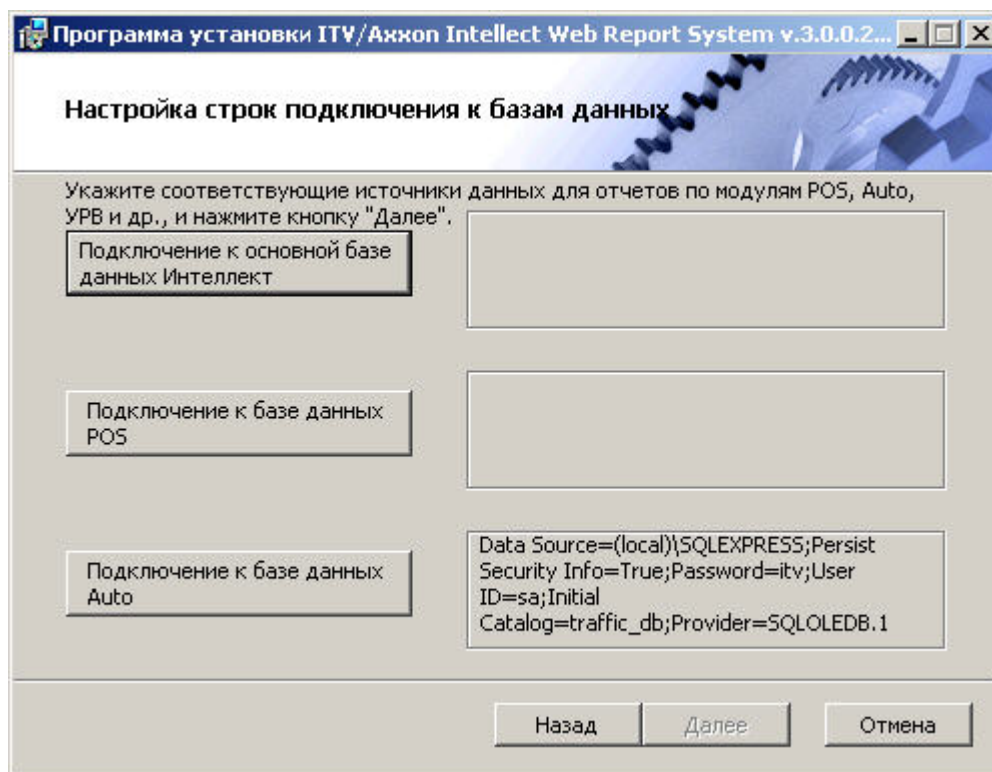 Программа установки ITV/Axxon Intellect Web Report System v.3.0.0.2...
Настройка строк подключения к базам данных
Укажите соответствующие источники данных для отчетов по модулям POS, Auto,
УРВ и др., и нажмите кнопку "Далее".
Подключение к основной базе
данных Интеллект
Подключение к базе данных
POS
Подключение к базе данных
Auto
Data Source=(local)\SQLEXPRESS;Persist
Security Info=True;Password=itv;User
ID=sa;Initial
Catalog=traffic_db;Provider=SQLOLEDB.1
Назад
Далее
Отмена